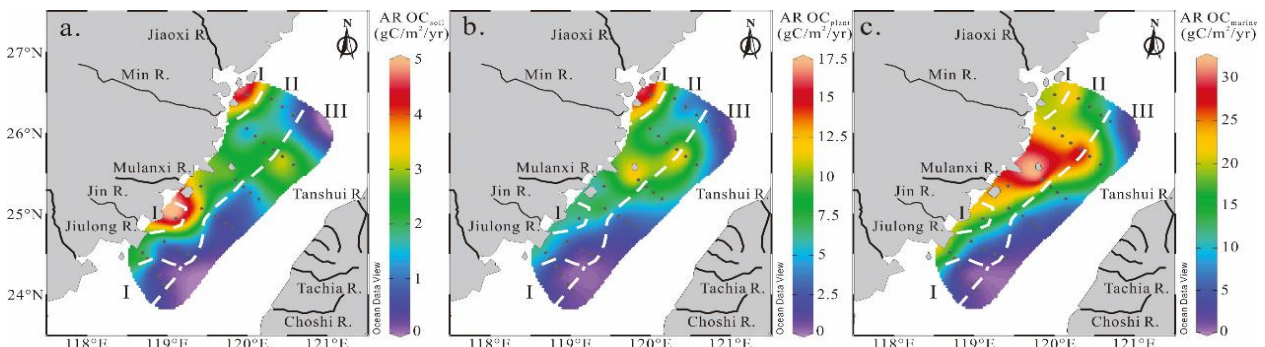 a.
Jiaoxi R.
Min R.
Mulanxi R.
Jin R.
Jiulong R.
Tanshui R.
Tachia R.
Choshi R.
I
II
III
I
I
N
27°N
26°N
25°N
24°N
118°E
119°E
120°E
121°E
AR OCsoil
(gC/m²/yr)
5
4
3
2
1
0
Ocean Data View
b.
Jiaoxi R.
Min R.
Mulanxi R.
Jin R.
Jiulong R.
Tanshui R.
Tachia R.
Choshi R.
I
II
III
I
I
N
118°E
119°E
120°E
121°E
AR OCplant
(gC/m²/yr)
17.5
15
12.5
10
7.5
5
2.5
0
Ocean Data View
c.
Jiaoxi R.
Min R.
Mulanxi R.
Jin R.
Jiulong R.
Tanshui R.
Tachia R.
Choshi R.
I
II
III
I
I
N
118°E
119°E
120°E
121°E
AR OCmarine
(gC/m²/yr)
30
25
20
15
10
5
0
Ocean Data View